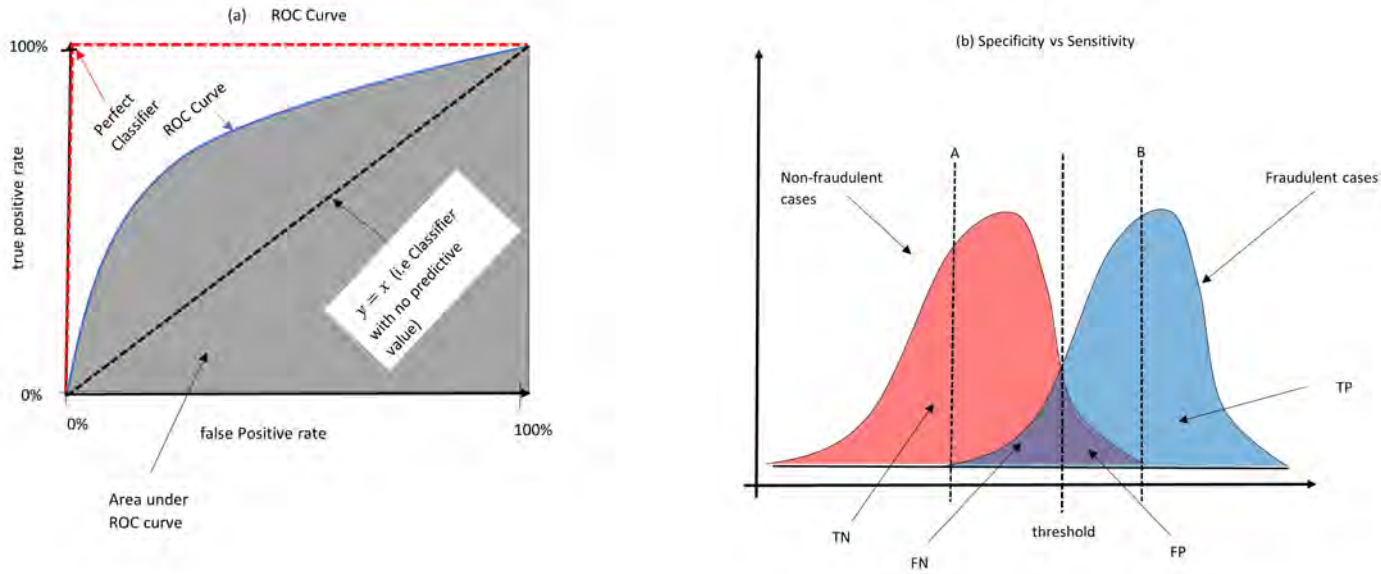 (a) ROC Curve
100%
Perfect
Classifier
ROC Curve
true positive rate
y = x (i.e Classifier
with no predictive
value)
0%
0%
false Positive rate
100%
Area under
ROC curve
(b) Specificity vs Sensitivity
A
B
Non-fraudulent
cases
Fraudulent cases
TP
TN
FN
threshold
FP